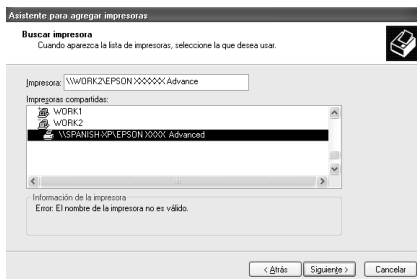 Asistente para agregar impresoras
Buscar impresora
Cuando aparezca la lista de impresoras, seleccione la que desea usar.
Impresora: \\WORK2\EPSON XXXXXX Advance
Impresoras compartidas:
WORK1
WORK2
\\SPANISH-XP\EPSON XXXX Advanced
Información de la impresora
Error: El nombre de la impresora no es válido.
< Atrás Siguiente > Cancelar